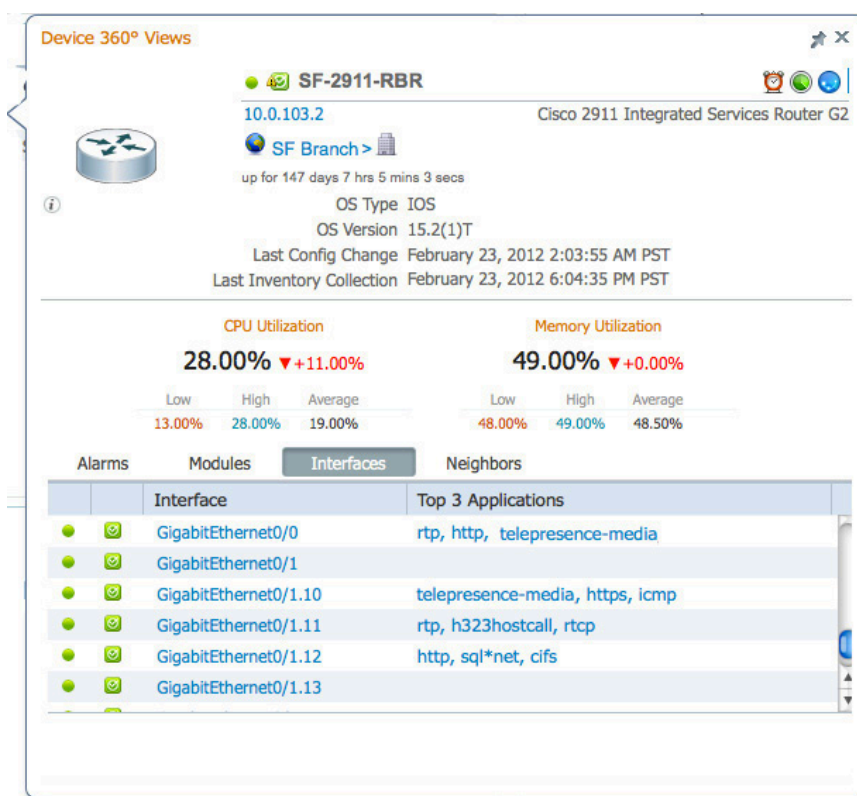 Device 360° Views
SF-2911-RBR
10.0.103.2 Cisco 2911 Integrated Services Router G2
SF Branch >
up for 147 days 7 hrs 5 mins 3 secs
OS Type IOS
OS Version 15.2(1)T
Last Config Change February 23, 2012 2:03:55 AM PST
Last Inventory Collection February 23, 2012 6:04:35 PM PST
CPU Utilization Memory Utilization
28.00% ▼+11.00% 49.00% ▼+0.00%
Low High Average Low High Average
13.00% 28.00% 19.00% 48.00% 49.00% 48.50%
Alarms Modules Interfaces Neighbors
Interface Top 3 Applications
GigabitEthernet0/0 rtp, http, telepresence-media
GigabitEthernet0/1
GigabitEthernet0/1.10 telepresence-media, https, icmp
GigabitEthernet0/1.11 rtp, h323hostcall, rtcp
GigabitEthernet0/1.12 http, sql*net, cifs
GigabitEthernet0/1.13